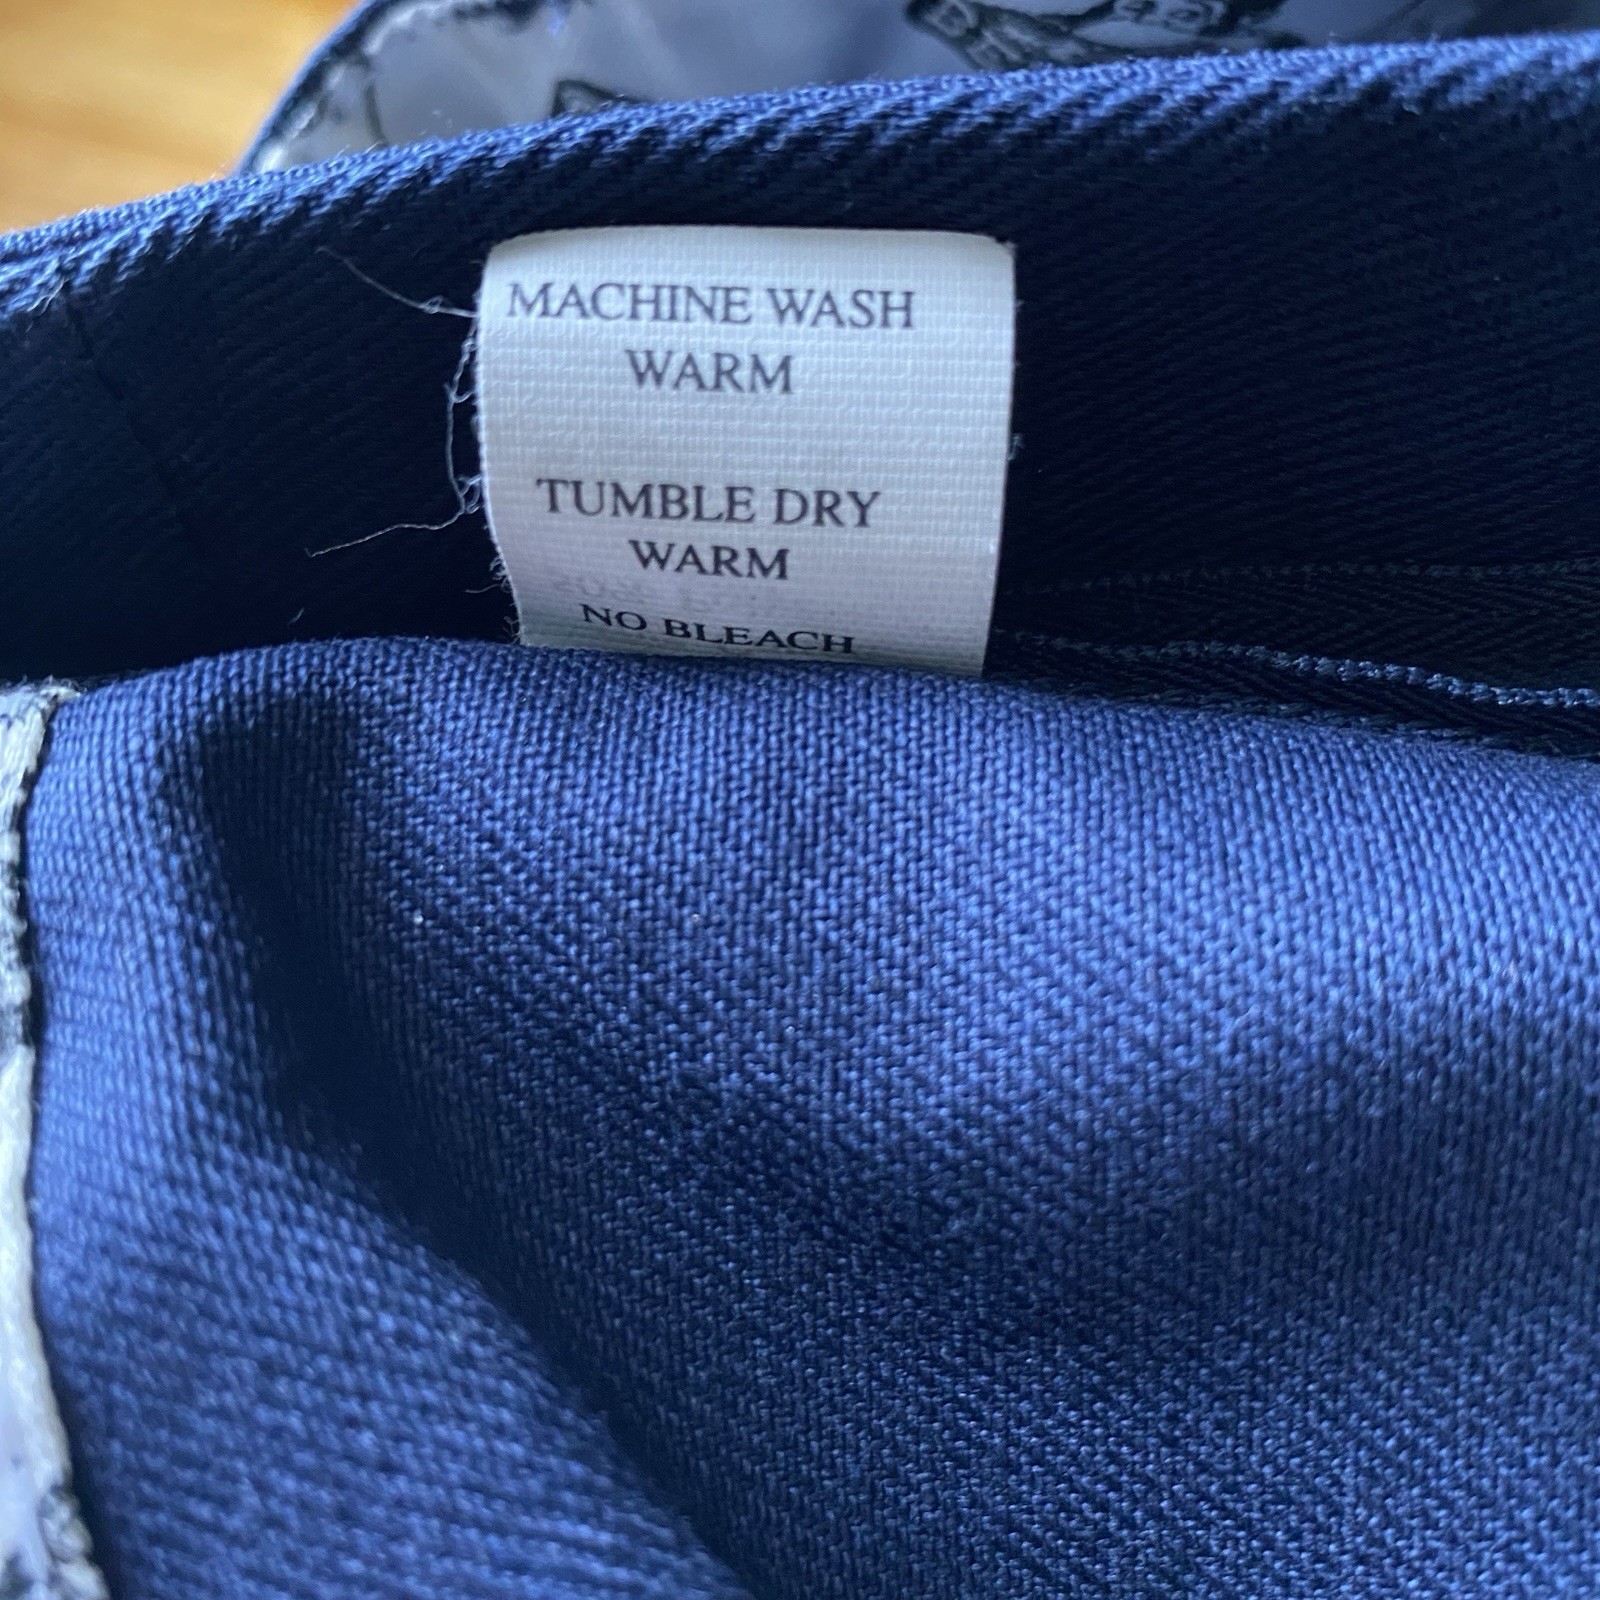 MACHINE WASH
WARM
TUMBLE DRY
WARM
NO BLEACH